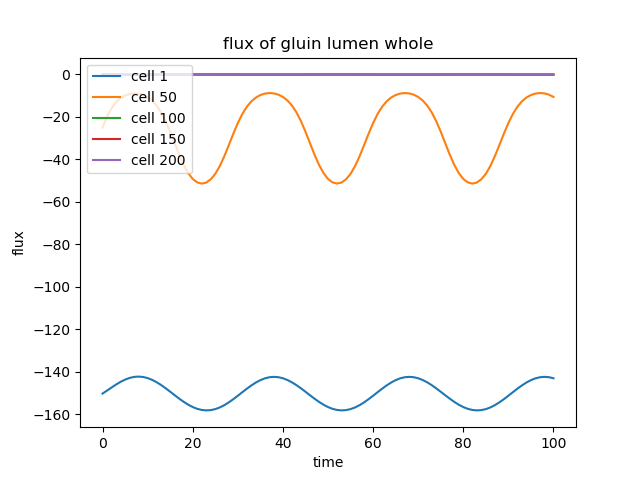 flux of gluin lumen whole
0
−20
−40
−60
−80
−100
−120
−140
−160
flux
cell 1
cell 50
cell 100
cell 150
cell 200
0 20 40 60 80 100
time